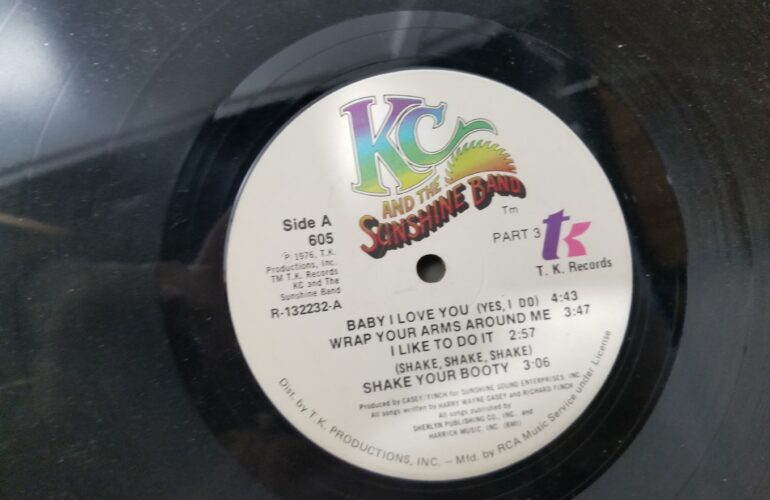 KC
AND THE
SUNSHINE BAND
Tm
Side A
605
℗ 1976, T.K.
Productions, Inc.
TM T.K. Records
KC and The
Sunshine Band
R-132232-A
PART 3
tk
T. K. Records
BABY I LOVE YOU (YES, I DO) 4:43
WRAP YOUR ARMS AROUND ME 3:47
I LIKE TO DO IT 2:57
(SHAKE, SHAKE, SHAKE)
SHAKE YOUR BOOTY 3:06
Produced by CASEY/FINCH for SUNSHINE SOUND ENTERPRISES, INC
All songs written by HARRY WAYNE CASEY and RICHARD FINCH
All songs published by
SHERLYN PUBLISHING CO., INC. and
HARRICK MUSIC, INC. (BMI)
Dist. by T.K. PRODUCTIONS, INC. – Mfd. by RCA Music Service under License